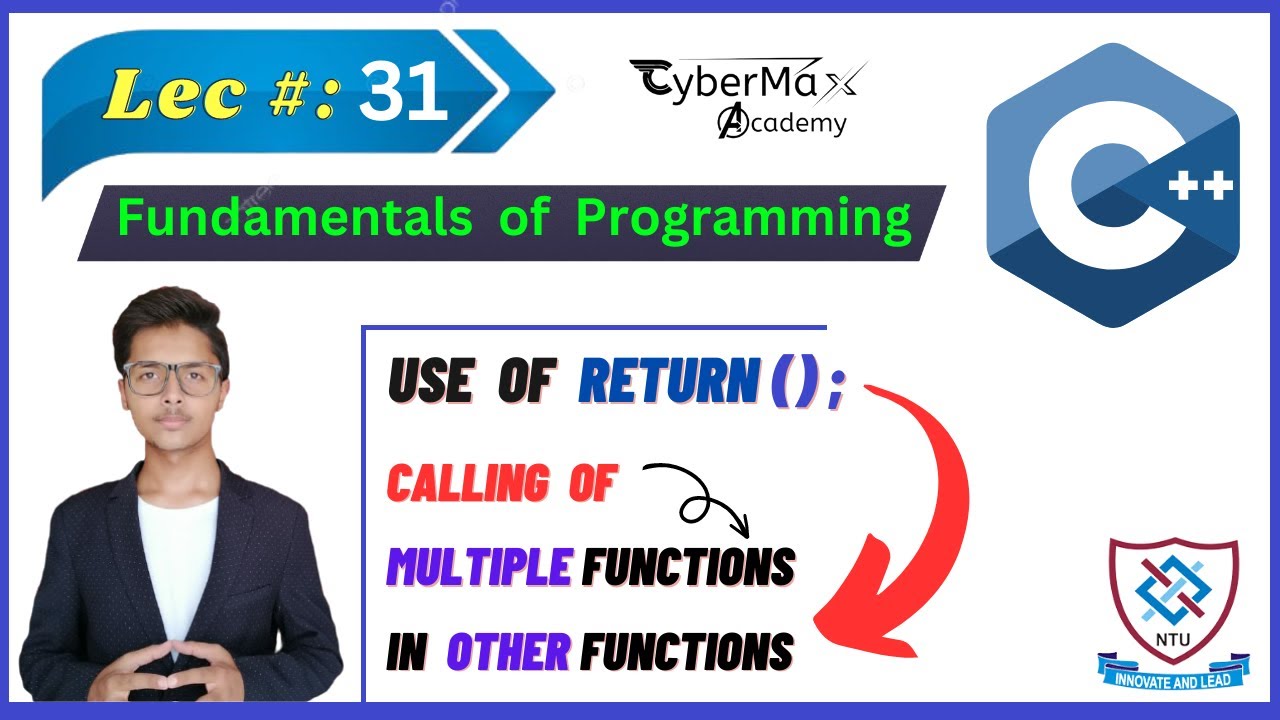 Lec #: 31
CyberMax
Academy
C++
Fundamentals of Programming
USE OF RETURN();
CALLING OF
MULTIPLE FUNCTIONS
IN OTHER FUNCTIONS
NTU
INNOVATE AND LEAD